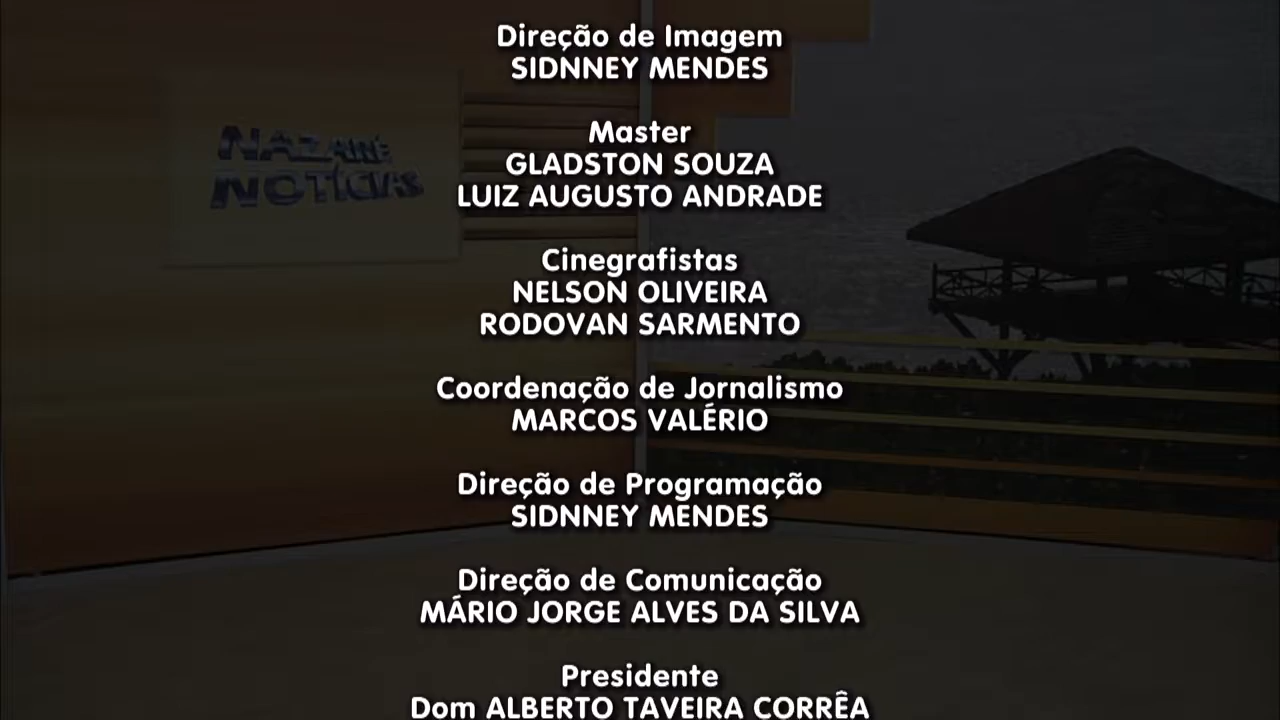 Direção de Imagem
SIDNNEY MENDES
Master
GLADSTON SOUZA
LUIZ AUGUSTO ANDRADE
Cinegrafistas
NELSON OLIVEIRA
RODOVAN SARMENTO
Coordenação de Jornalismo
MARCOS VALÉRIO
Direção de Programação
SIDNNEY MENDES
Direção de Comunicação
MÁRIO JORGE ALVES DA SILVA
Presidente
Dom ALBERTO TAVEIRA CORRÊA
NAZARÉ
NOTÍCIAS